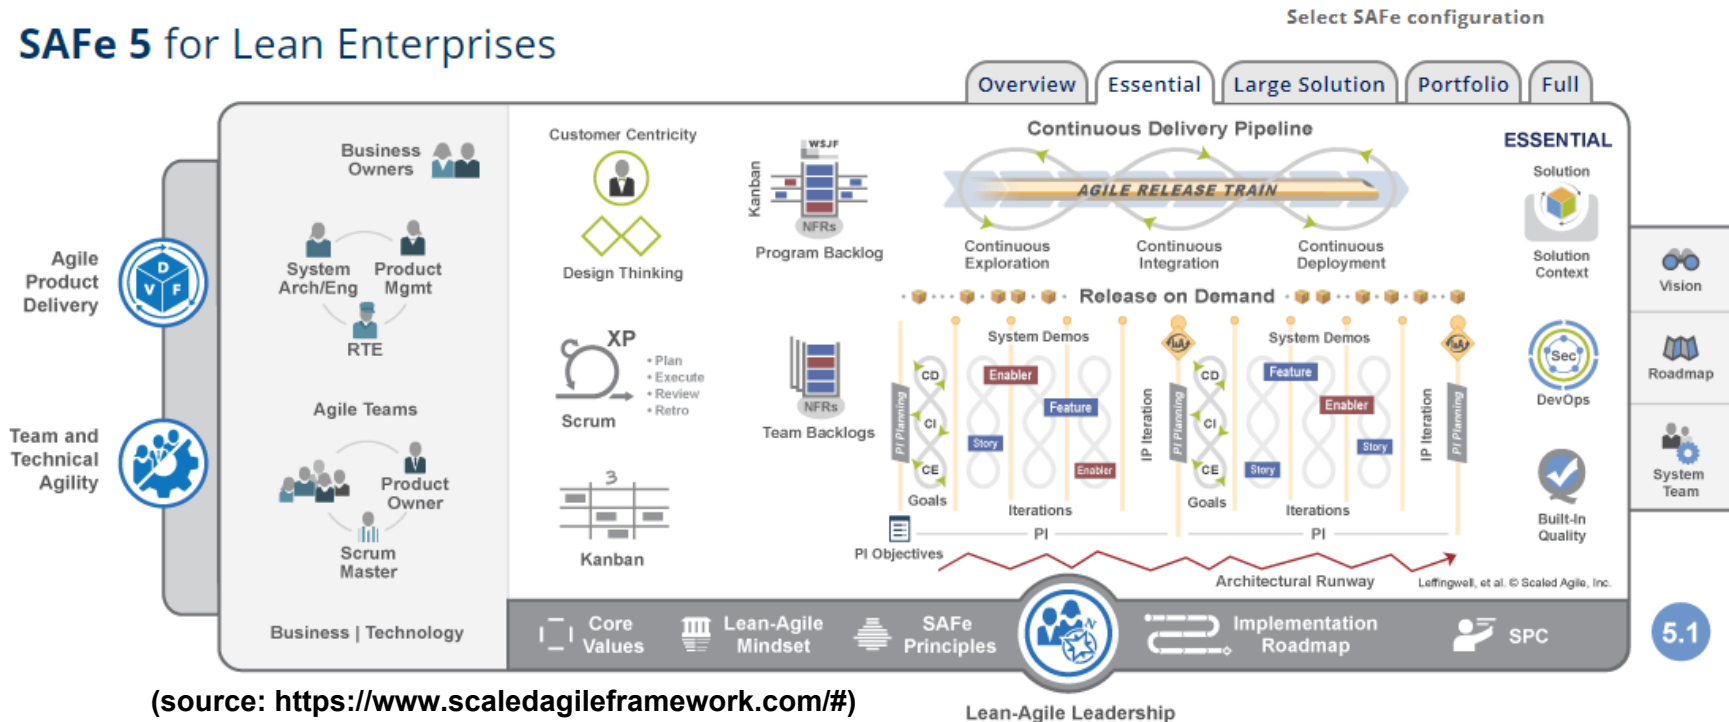 Select SAFe configuration
SAFe 5 for Lean Enterprises
Overview
Essential
Large Solution
Portfolio
Full
Agile
Product
Delivery
D
V
F
Team and
Technical
Agility
Business
Owners
System
Arch/Eng
Product
Mgmt
RTE
Agile Teams
Product
Owner
Scrum
Master
Business | Technology
Customer Centricity
Design Thinking
XP
• Plan
• Execute
• Review
• Retro
Scrum
3
Kanban
Kanban
WSJF
NFRs
Program Backlog
NFRs
Team Backlogs
Continuous Delivery Pipeline
AGILE RELEASE TRAIN
Continuous
Exploration
Continuous
Integration
Continuous
Deployment
Release on Demand
PI Planning
CD
CI
CE
Goals
System Demos
Enabler
Feature
Story
Enabler
Iterations
IP Iteration
I&A
PI Planning
CD
CI
CE
Goals
System Demos
Feature
Enabler
Story
Story
Iterations
IP Iteration
I&A
PI Planning
PI
PI
PI Objectives
Architectural Runway
Leffingwell, et al. © Scaled Agile, Inc.
ESSENTIAL
Solution
Solution
Context
Sec
DevOps
Built-In
Quality
Vision
Roadmap
System
Team
Core
Values
Lean-Agile
Mindset
SAFe
Principles
N
Implementation
Roadmap
SPC
5.1
Lean-Agile Leadership
(source: https://www.scaledagileframework.com/#)